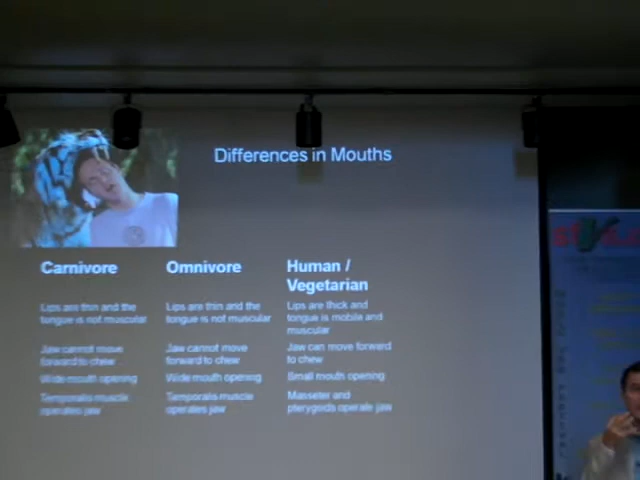 Differences in Mouths
Carnivore
Omnivore
Human /
Vegetarian
Lips are thin and the
tongue is not muscular
Lips are thin and the
tongue is not muscular
Lips are thick and
tongue is mobile and
muscular
Jaw cannot move
forward to chew
Jaw cannot move
forward to chew
Jaw can move forward
to chew
Wide mouth opening
Wide mouth opening
Small mouth opening
Temporalis muscle
operates jaw
Temporalis muscle
operates jaw
Masseter and
pterygoids operate jaw